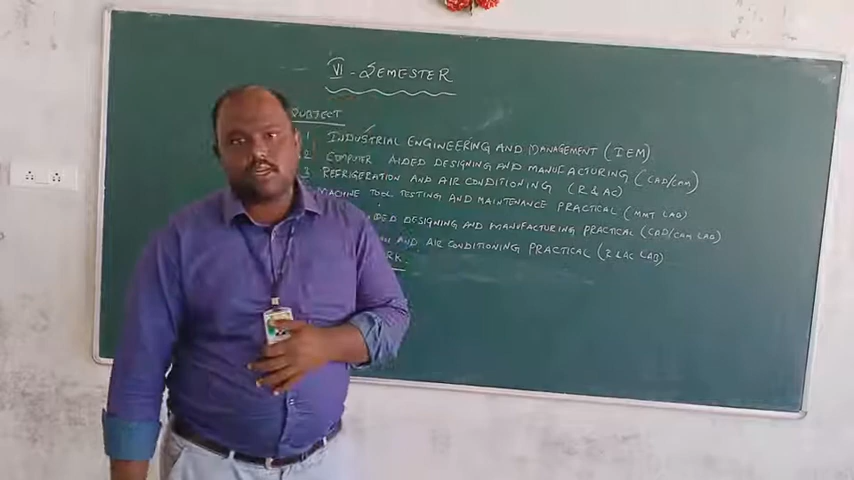 VI - SEMESTER
SUBJECT
1 INDUSTRIAL ENGINEERING AND MANAGEMENT (IEM)
2 COMPUTER AIDED DESIGNING AND MANUFACTURING (CAD/CAM)
3 REFRIGERATION AND AIR CONDITIONING (R & AC)
MACHINE TOOL TESTING AND MAINTENANCE PRACTICAL (MMT LAB)
DESIGNING AND MANUFACTURING PRACTICAL (CAD/CAM LAB)
AND AIR CONDITIONING PRACTICAL (R&AC LAB)